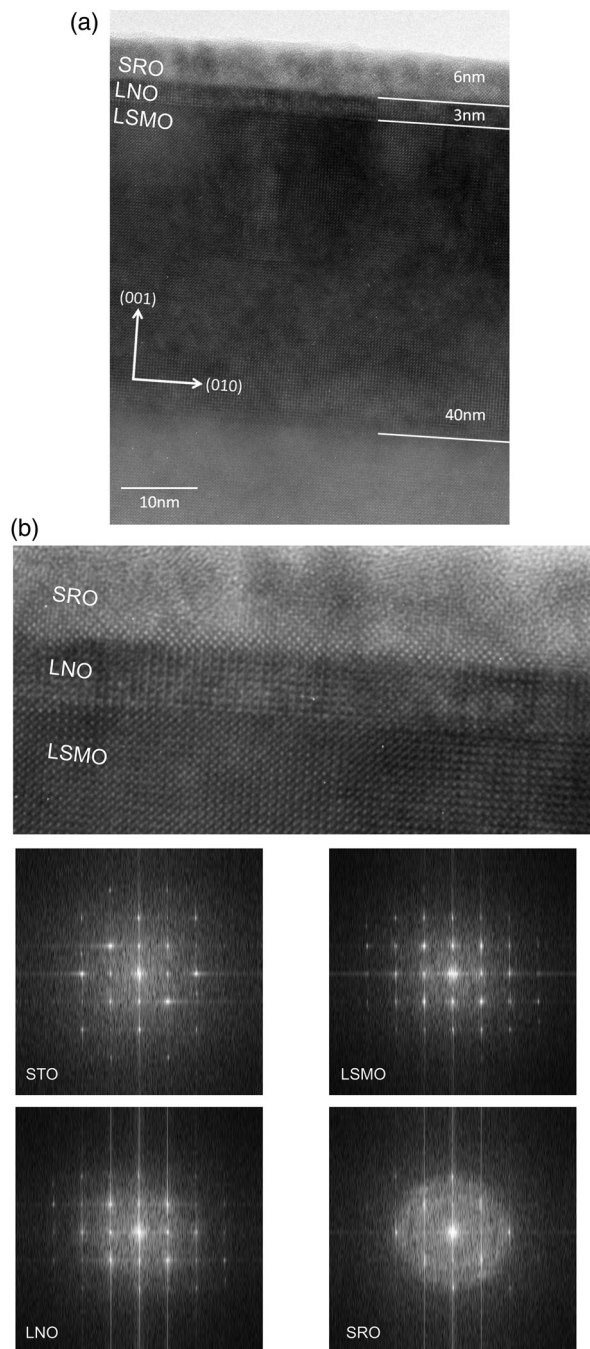 (a)
SRO
6nm
LNO
3nm
LSMO
(001)
(010)
40nm
10nm
(b)
SRO
LNO
LSMO
STO
LSMO
LNO
SRO